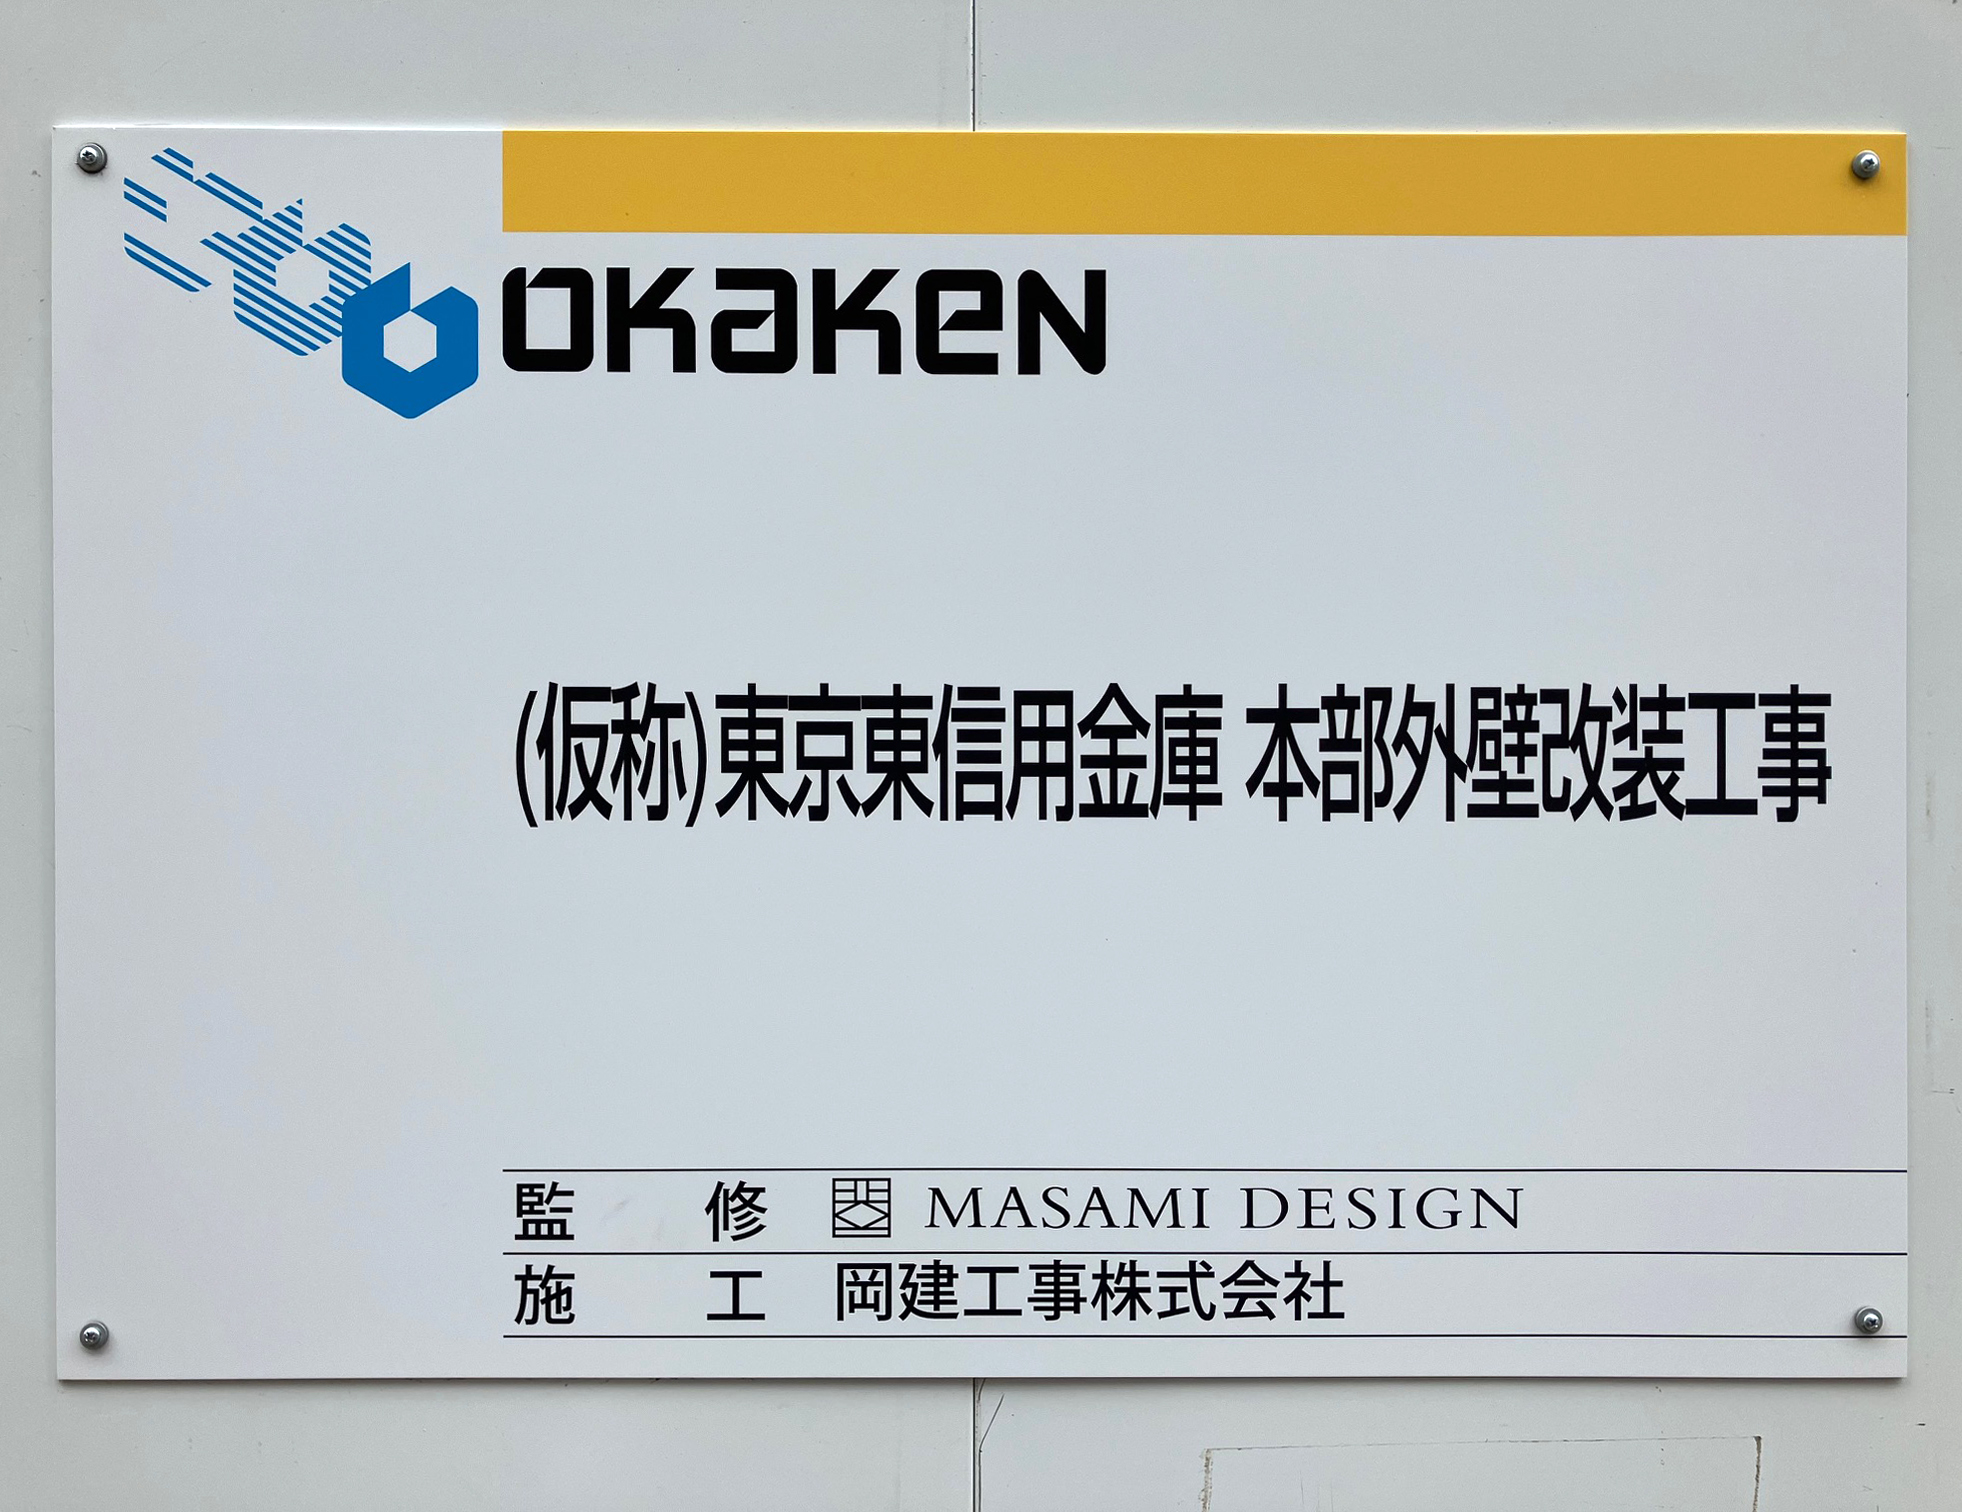 OKAKEN
(仮称)東京東信用金庫 本部外壁改装工事
監修 MASAMI DESIGN
施工 岡建工事株式会社